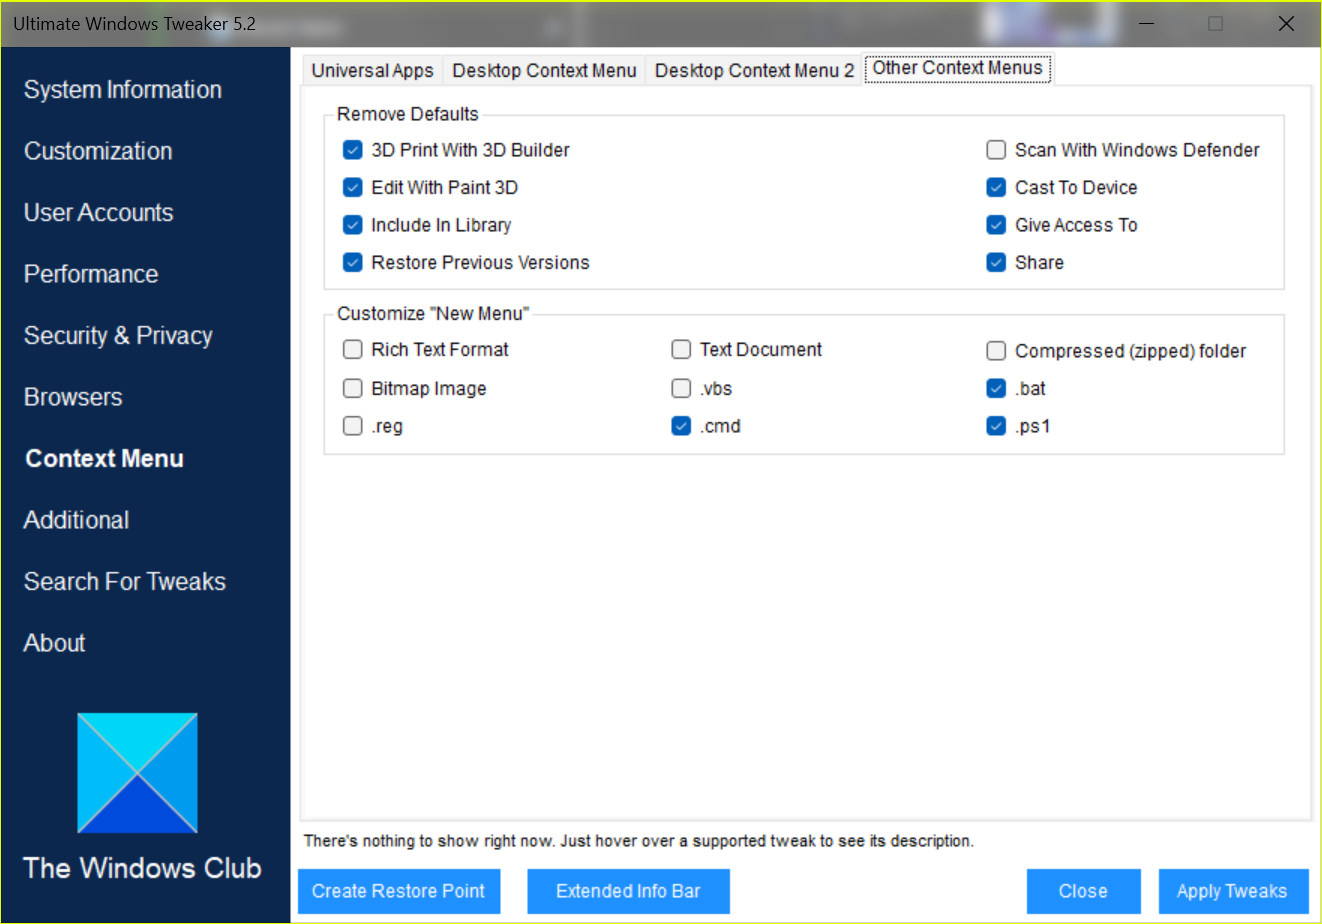 Ultimate Windows Tweaker 5.2
System Information
Customization
User Accounts
Performance
Security & Privacy
Browsers
Context Menu
Additional
Search For Tweaks
About
The Windows Club
Universal Apps
Desktop Context Menu
Desktop Context Menu 2
Other Context Menus
Remove Defaults
3D Print With 3D Builder
Scan With Windows Defender
Edit With Paint 3D
Cast To Device
Include In Library
Give Access To
Restore Previous Versions
Share
Customize "New Menu"
Rich Text Format
Text Document
Compressed (zipped) folder
Bitmap Image
.vbs
.bat
.reg
.cmd
.ps1
There's nothing to show right now. Just hover over a supported tweak to see its description.
Create Restore Point
Extended Info Bar
Close
Apply Tweaks